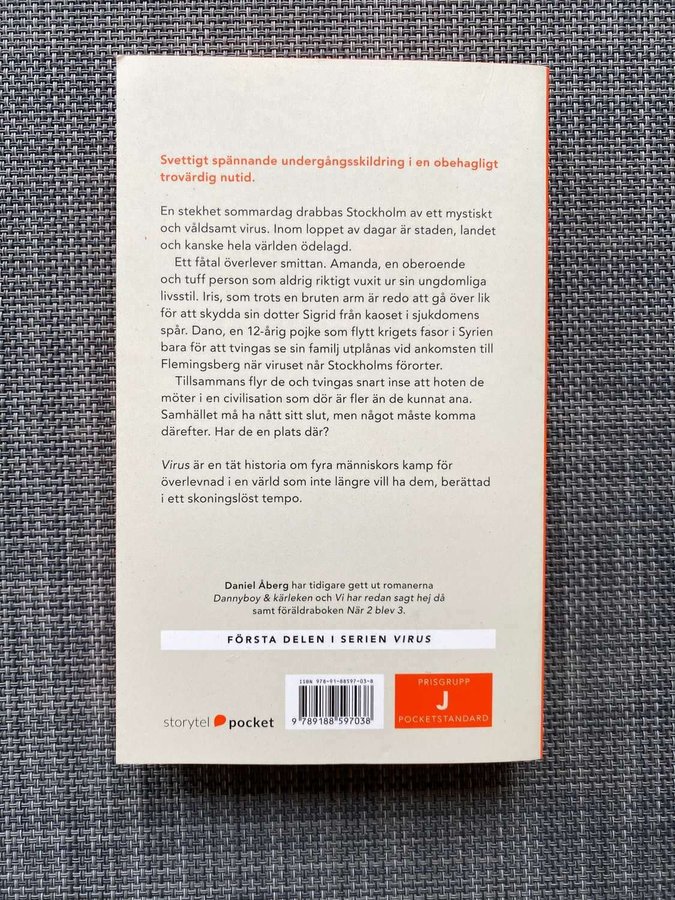 Svettigt spännande undergångsskildring i en obehagligt
trovärdig nutid.
En stekhet sommardag drabbas Stockholm av ett mystiskt
och våldsamt virus. Inom loppet av dagar är staden, landet
och kanske hela världen ödelagd.
Ett fåtal överlever smittan. Amanda, en oberoende
och tuff person som aldrig riktigt vuxit ur sin ungdomliga
livsstil. Iris, som trots en bruten arm är redo att gå över lik
för att skydda sin dotter Sigrid från kaoset i sjukdomens
spår. Dano, en 12-årig pojke som flytt krigets fasor i Syrien
bara för att tvingas se sin familj utplånas vid ankomsten till
Flemingsberg när viruset når Stockholms förorter.
Tillsammans flyr de och tvingas snart inse att hoten de
möter i en civilisation som dör är fler än de kunnat ana.
Samhället må ha nått sitt slut, men något måste komma
därefter. Har de en plats där?
Virus är en tät historia om fyra människors kamp för
överlevnad i en värld som inte längre vill ha dem, berättad
i ett skoningslöst tempo.
Daniel Åberg har tidigare gett ut romanerna
Dannyboy & kärleken och Vi har redan sagt hej då
samt föräldraboken När 2 blev 3.
FÖRSTA DELEN I SERIEN VIRUS
ISBN 978-91-88597-03-8
9 789188 597038
storytel pocket
PRISGRUPP
J
POCKETSTANDARD